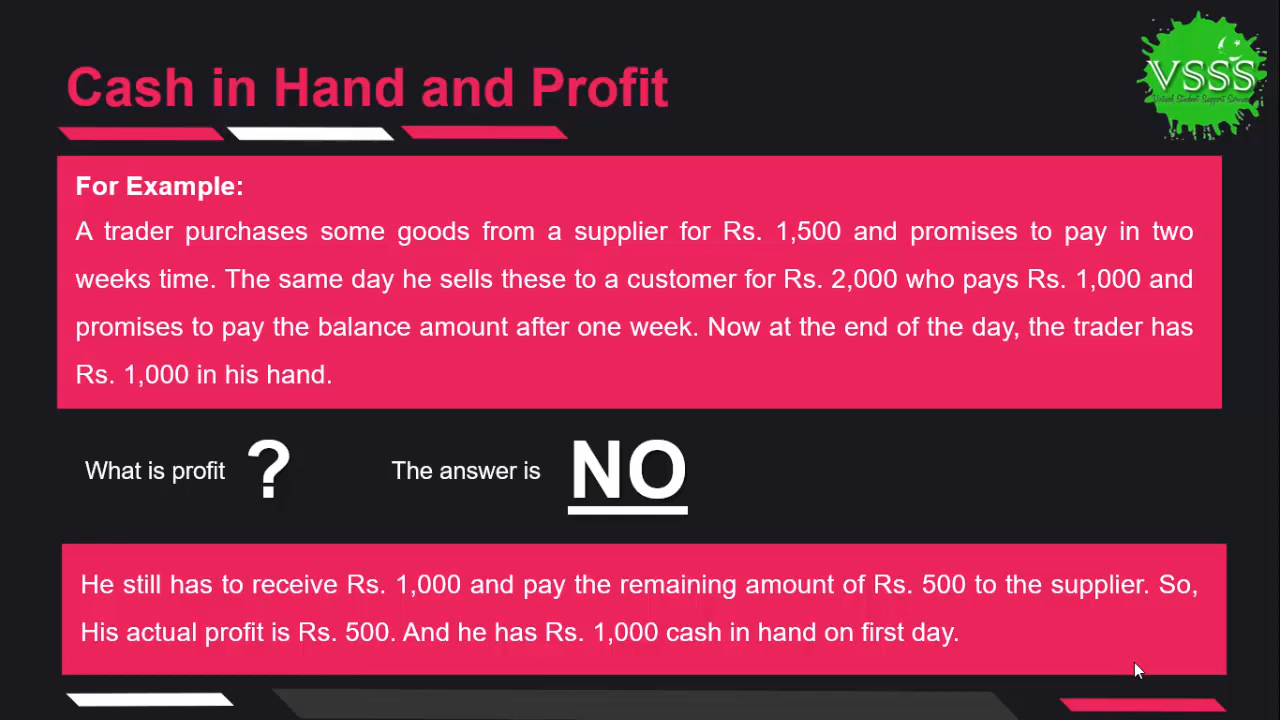 Cash in Hand and Profit
VSSS
Virtual Student Support Services
For Example:
A trader purchases some goods from a supplier for Rs. 1,500 and promises to pay in two
weeks time. The same day he sells these to a customer for Rs. 2,000 who pays Rs. 1,000 and
promises to pay the balance amount after one week. Now at the end of the day, the trader has
Rs. 1,000 in his hand.
What is profit ? The answer is NO
He still has to receive Rs. 1,000 and pay the remaining amount of Rs. 500 to the supplier. So,
His actual profit is Rs. 500. And he has Rs. 1,000 cash in hand on first day.